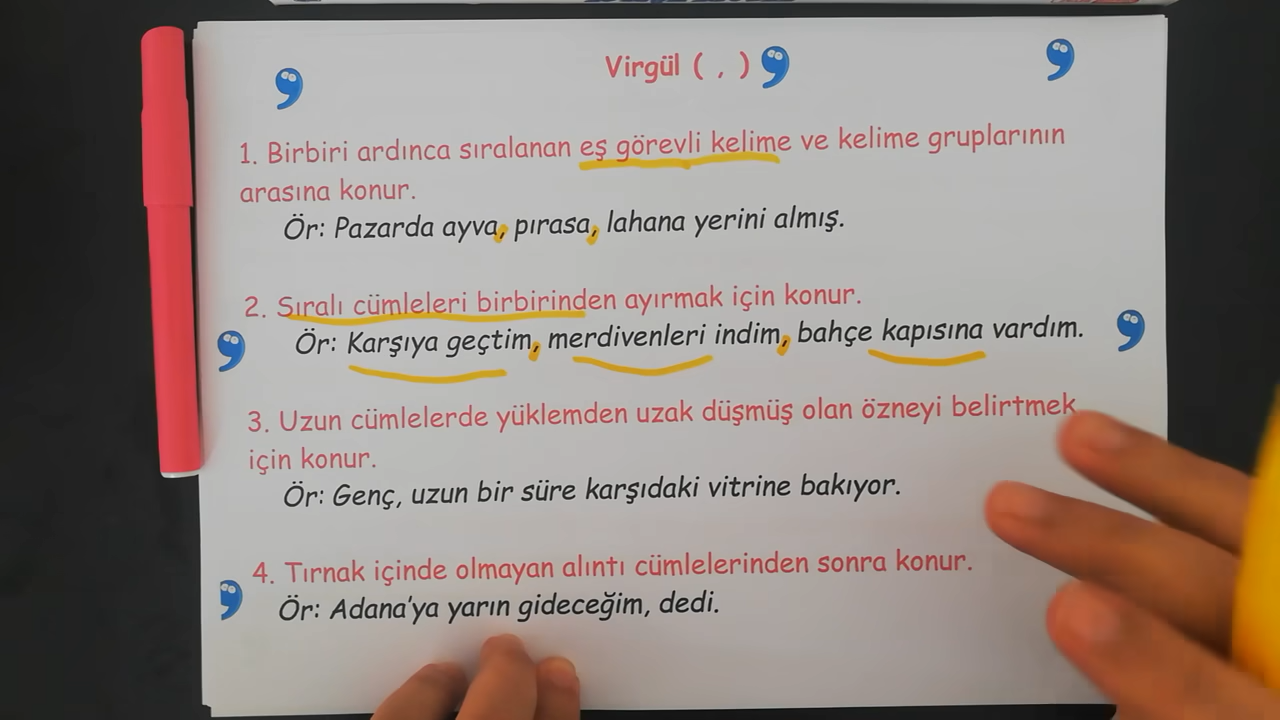 Virgül ( , )
1. Birbiri ardınca sıralanan eş görevli kelime ve kelime gruplarının
arasına konur.
Ör: Pazarda ayva, pırasa, lahana yerini almış.
2. Sıralı cümleleri birbirinden ayırmak için konur.
Ör: Karşıya geçtim, merdivenleri indim, bahçe kapısına vardım.
3. Uzun cümlelerde yüklemden uzak düşmüş olan özneyi belirtmek
için konur.
Ör: Genç, uzun bir süre karşıdaki vitrine bakıyor.
4. Tırnak içinde olmayan alıntı cümlelerinden sonra konur.
Ör: Adana'ya yarın gideceğim, dedi.